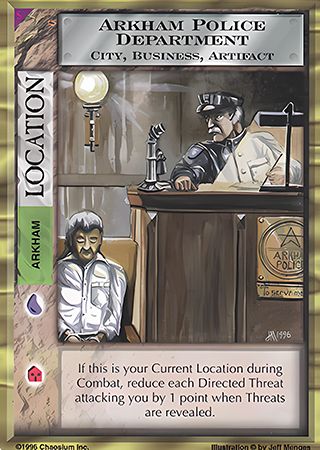 ARKHAM POLICE
DEPARTMENT
CITY, BUSINESS, ARTIFACT
LOCATION
ARKHAM
ARKHAM
POLICE
To serve
1996
If this is your Current Location during
Combat, reduce each Directed Threat
attacking you by 1 point when Threats
are revealed.
©1996 Chaosium Inc.
Illustration © by Jeff Menges